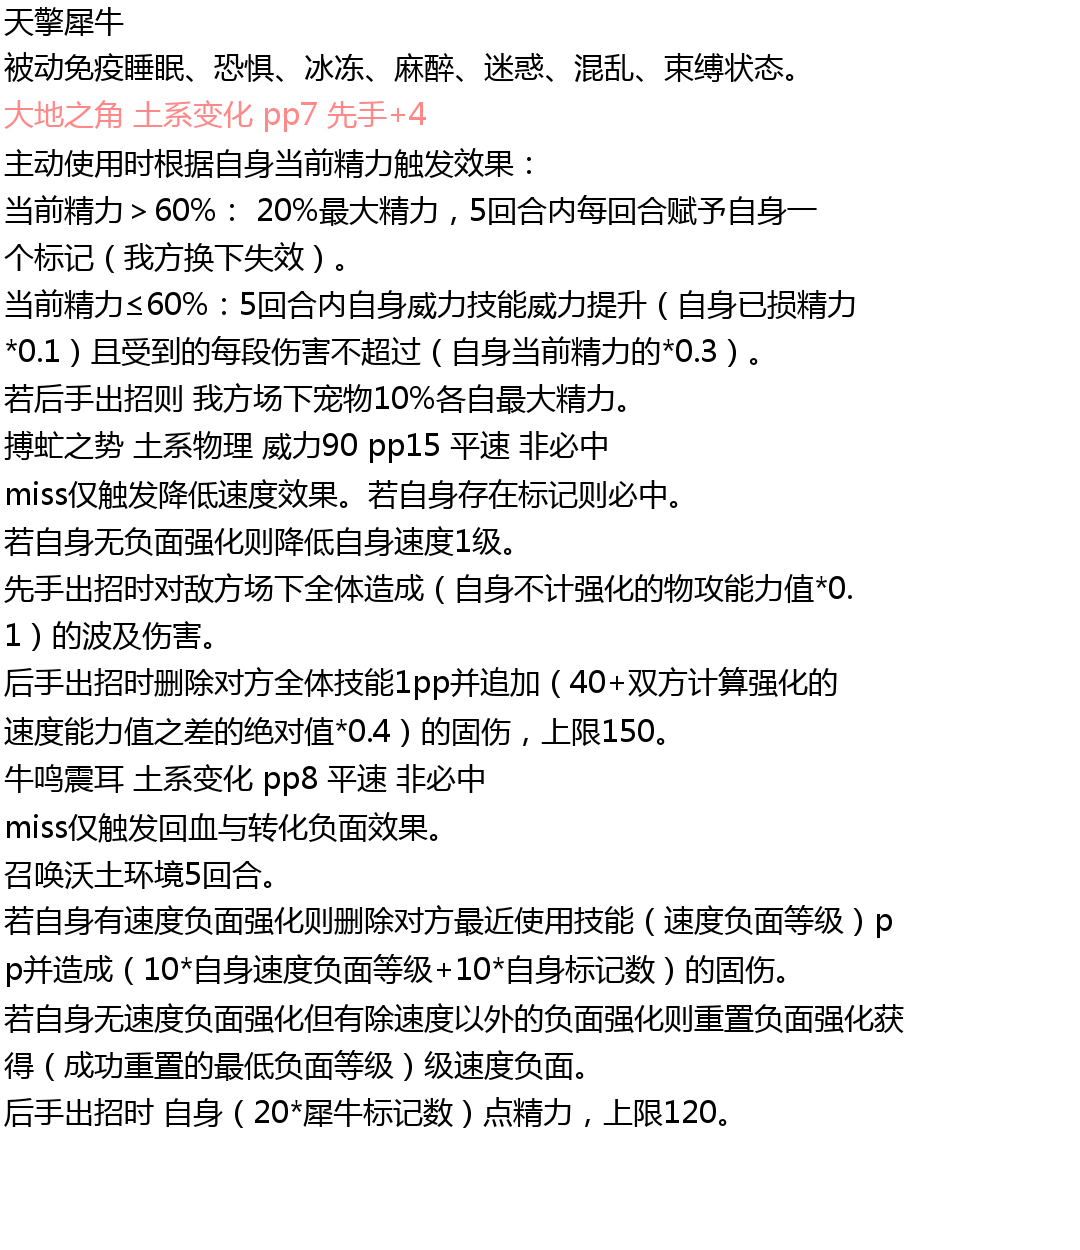 天擎犀牛
被动免疫睡眠、恐惧、冰冻、麻醉、迷惑、混乱、束缚状态。
大地之角 土系变化 pp7 先手+4
主动使用时根据自身当前精力触发效果：
当前精力＞60%： 20%最大精力，5回合内每回合赋予自身一
个标记（我方换下失效）。
当前精力≤60%：5回合内自身威力技能威力提升（自身已损精力
*0.1）且受到的每段伤害不超过（自身当前精力的*0.3）。
若后手出招则 我方场下宠物10%各自最大精力。
搏虻之势 土系物理 威力90 pp15 平速 非必中
miss仅触发降低速度效果。若自身存在标记则必中。
若自身无负面强化则降低自身速度1级。
先手出招时对敌方场下全体造成（自身不计强化的物攻能力值*0.
1）的波及伤害。
后手出招时删除对方全体技能1pp并追加（40+双方计算强化的
速度能力值之差的绝对值*0.4）的固伤，上限150。
牛鸣震耳 土系变化 pp8 平速 非必中
miss仅触发回血与转化负面效果。
召唤沃土环境5回合。
若自身有速度负面强化则删除对方最近使用技能（速度负面等级）p
p并造成（10*自身速度负面等级+10*自身标记数）的固伤。
若自身无速度负面强化但有除速度以外的负面强化则重置负面强化获
得（成功重置的最低负面等级）级速度负面。
后手出招时 自身（20*犀牛标记数）点精力，上限120。